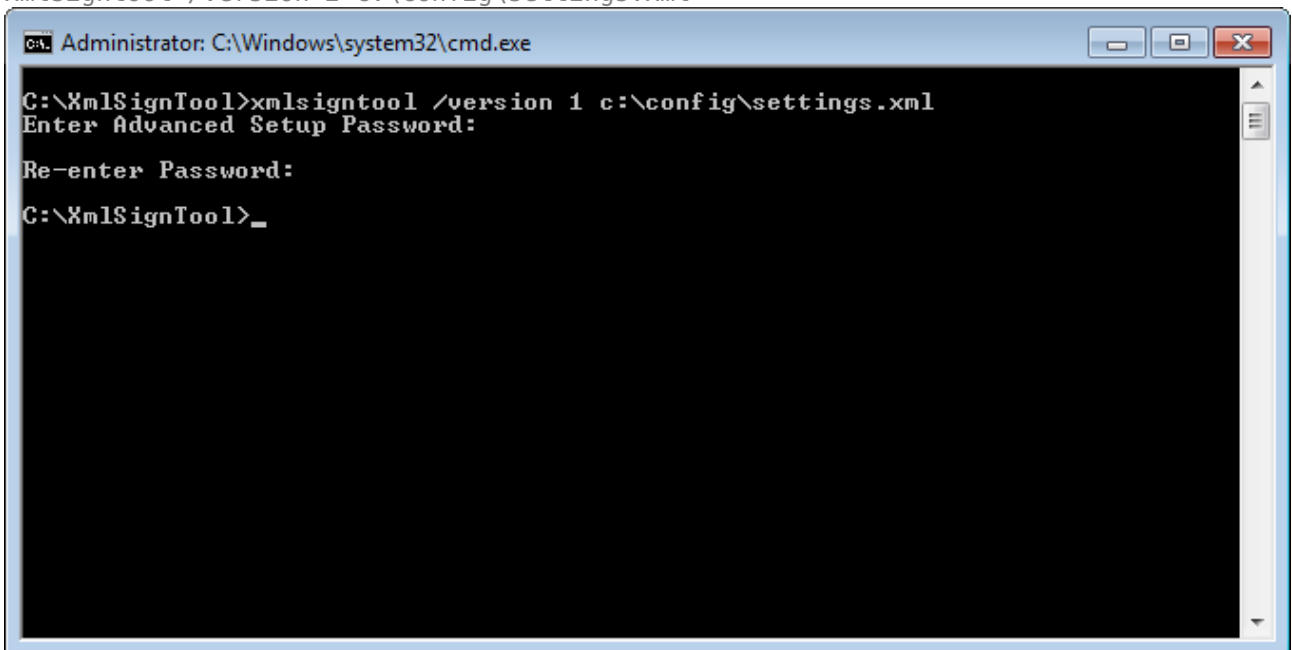 Administrator: C:\Windows\system32\cmd.exe
C:\XmlSignTool>xmlsigntool /version 1 c:\config\settings.xml
Enter Advanced Setup Password:
Re-enter Password:
C:\XmlSignTool>_